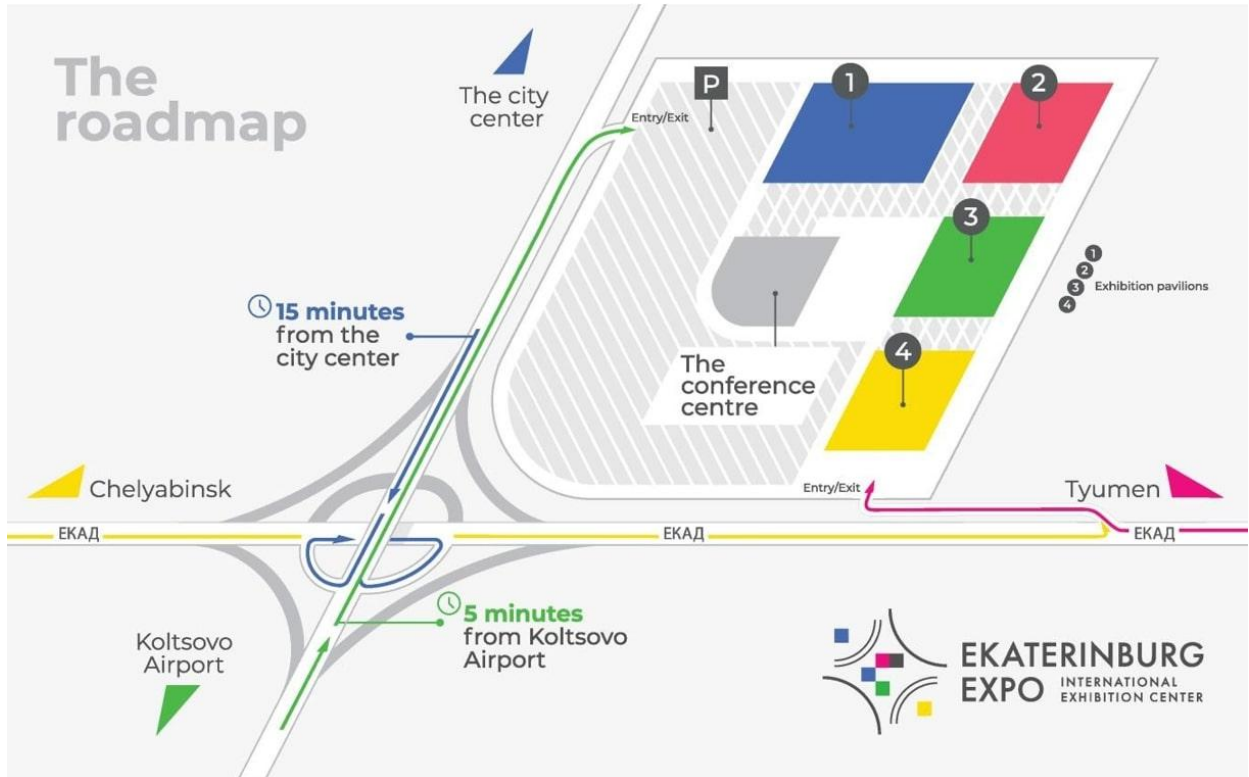 The
roadmap
The city
center
P
1
2
Entry/Exit
3
1
2
3
4
Exhibition pavilions
15 minutes
from the
city center
4
The
conference
centre
Chelyabinsk
Entry/Exit
Tyumen
ЕКАД
ЕКАД
ЕКАД
5 minutes
from Koltsovo
Airport
Koltsovo
Airport
EKATERINBURG
EXPO INTERNATIONAL
EXHIBITION CENTER